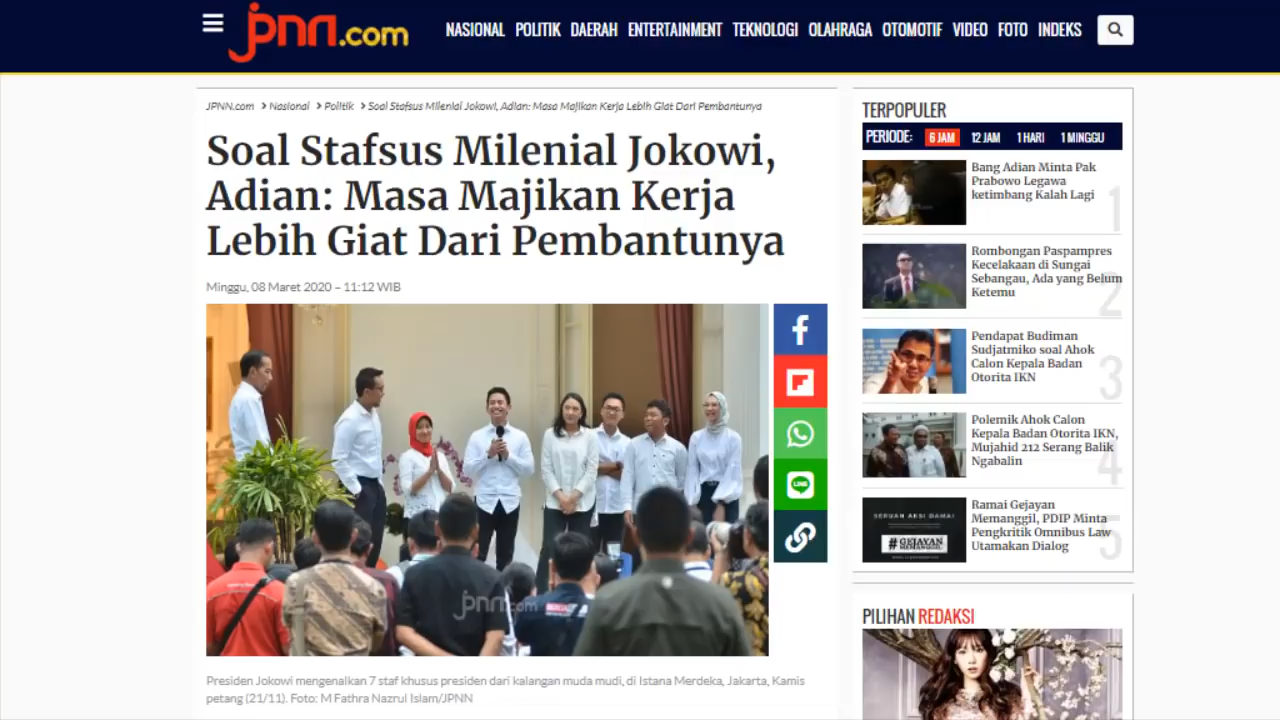 jpnn.com
NASIONAL POLITIK DAERAH ENTERTAINMENT TEKNOLOGI OLAHRAGA OTOMOTIF VIDEO FOTO INDEKS
JPNN.com > Nasional > Politik > Soal Stafsus Milenial Jokowi, Adian: Masa Majikan Kerja Lebih Giat Dari Pembantunya
Soal Stafsus Milenial Jokowi,
Adian: Masa Majikan Kerja
Lebih Giat Dari Pembantunya
Minggu, 08 Maret 2020 – 11:12 WIB
jpnn.com
LINE
Presiden Jokowi mengenalkan 7 staf khusus presiden dari kalangan muda mudi, di Istana Merdeka, Jakarta, Kamis
petang (21/11). Foto: M Fathra Nazrul Islam/JPNN
TERPOPULER
PERIODE: 6 JAM 12 JAM 1 HARI 1 MINGGU
Bang Adian Minta Pak
Prabowo Legawa
ketimbang Kalah Lagi
1
Rombongan Paspampres
Kecelakaan di Sungai
Sebangau, Ada yang Belum
Ketemu
2
Pendapat Budiman
Sudjatmiko soal Ahok
Calon Kepala Badan
Otorita IKN
3
Polemik Ahok Calon
Kepala Badan Otorita IKN,
Mujahid 212 Serang Balik
Ngabalin
4
SERUAN AKSI DAMAI
#GEJAYAN
MEMANGGIL
Ramai Gejayan
Memanggil, PDIP Minta
Pengkritik Omnibus Law
Utamakan Dialog
5
PILIHAN REDAKSI